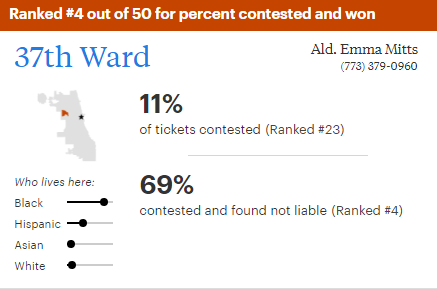 Ranked #4 out of 50 for percent contested and won
37th Ward
Ald. Emma Mitts
(773) 379-0960
11%
of tickets contested (Ranked #23)
69%
contested and found not liable (Ranked #4)
Who lives here:
Black
Hispanic
Asian
White